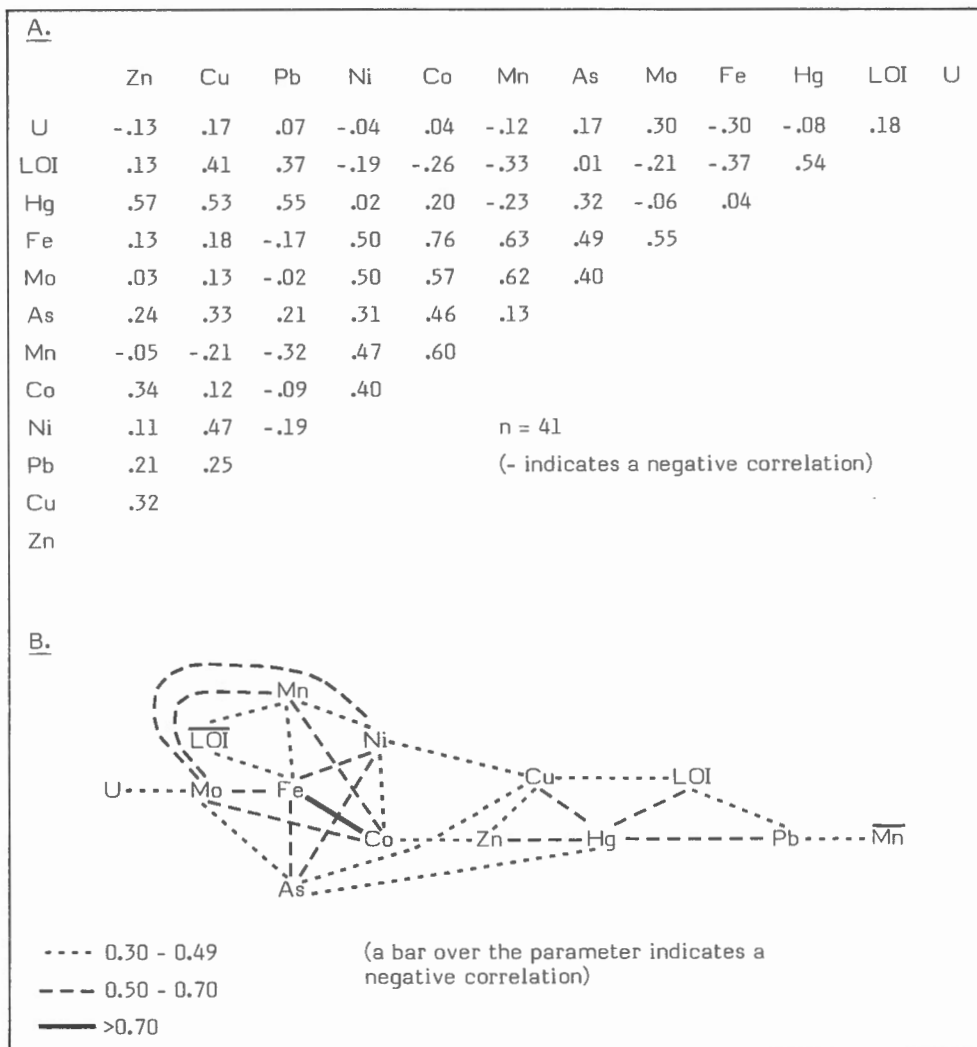 A.
Zn Cu Pb Ni Co Mn As Mo Fe Hg LOI U
U -.13 .17 .07 -.04 .04 -.12 .17 .30 -.30 -.08 .18
LOI .13 .41 .37 -.19 -.26 -.33 .01 -.21 -.37 .54
Hg .57 .53 .55 .02 .20 -.23 .32 -.06 .04
Fe .13 .18 -.17 .50 .76 .63 .49 .55
Mo .03 .13 -.02 .50 .57 .62 .40
As .24 .33 .21 .31 .46 .13
Mn -.05 -.21 -.32 .47 .60
Co .34 .12 -.09 .40
Ni .11 .47 -.19 n = 41
Pb .21 .25 (- indicates a negative correlation)
Cu .32
Zn
B.
Mn
L̅O̅I̅ Ni
Cu LOI
U Mo Fe
Co Zn Hg Pb M̅n̅
As
0.30 - 0.49 (a bar over the parameter indicates a
negative correlation)
0.50 - 0.70
>0.70